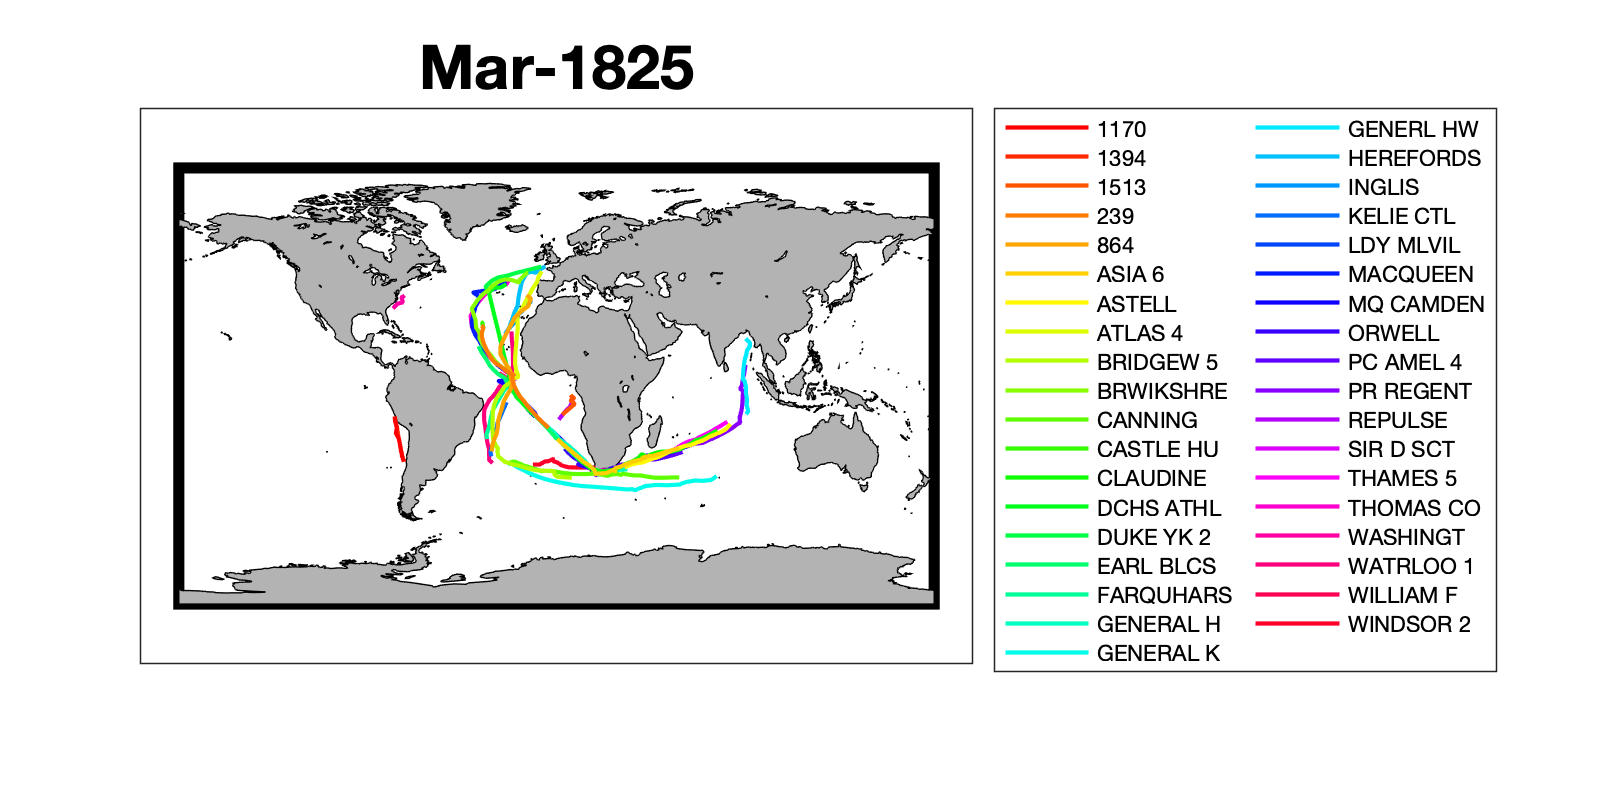 Mar-1825
1170
1394
1513
239
864
ASIA 6
ASTELL
ATLAS 4
BRIDGEW 5
BRWIKSHRE
CANNING
CASTLE HU
CLAUDINE
DCHS ATHL
DUKE YK 2
EARL BLCS
FARQUHARS
GENERAL H
GENERAL K
GENERL HW
HEREFORDS
INGLIS
KELIE CTL
LDY MLVIL
MACQUEEN
MQ CAMDEN
ORWELL
PC AMEL 4
PR REGENT
REPULSE
SIR D SCT
THAMES 5
THOMAS CO
WASHINGT
WATRLOO 1
WILLIAM F
WINDSOR 2